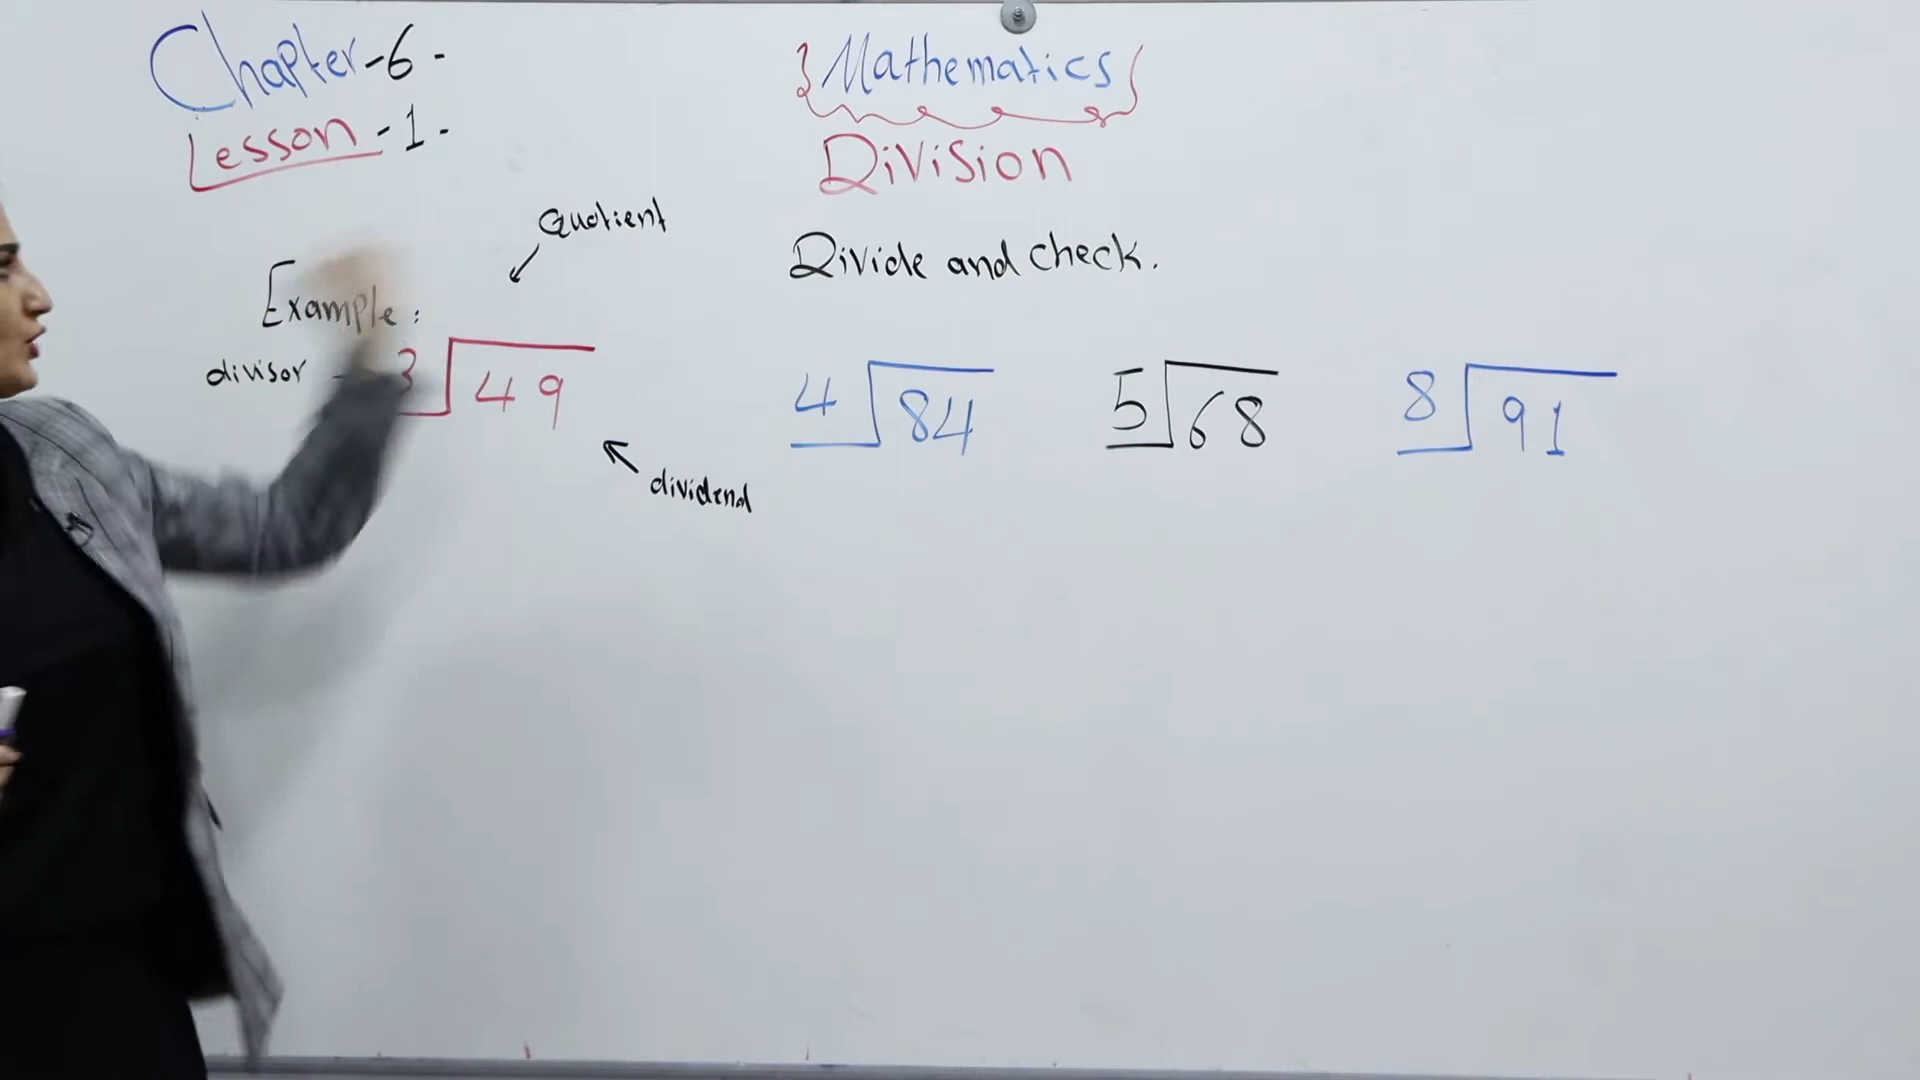 Chapter-6-
Lesson-1-
Mathematics
Division
Quotient
Divide and check.
Example:
divisor
3 49
dividend
4 84
5 68
8 91